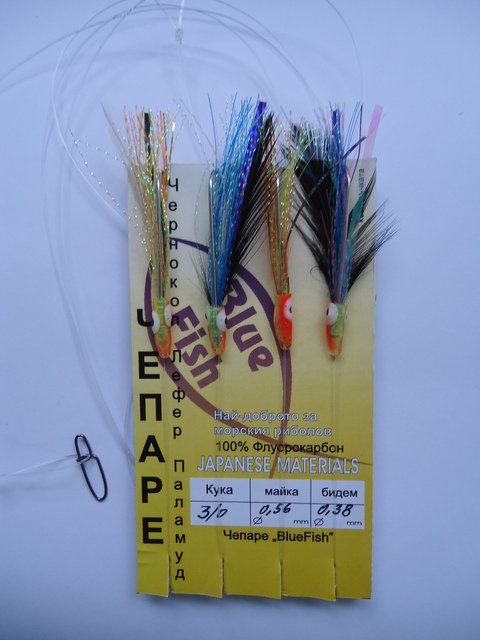 ЧЕПАРЕ
Чернокоп Лефер Паламуд
Blue
Fish
Най-доброто за
морския риболов
100% Флусрокарбон
JAPANESE MATERIALS
Кука майка бидем
3/0 Ø 0,56 mm Ø 0,38 mm
Чепаре „BlueFish"